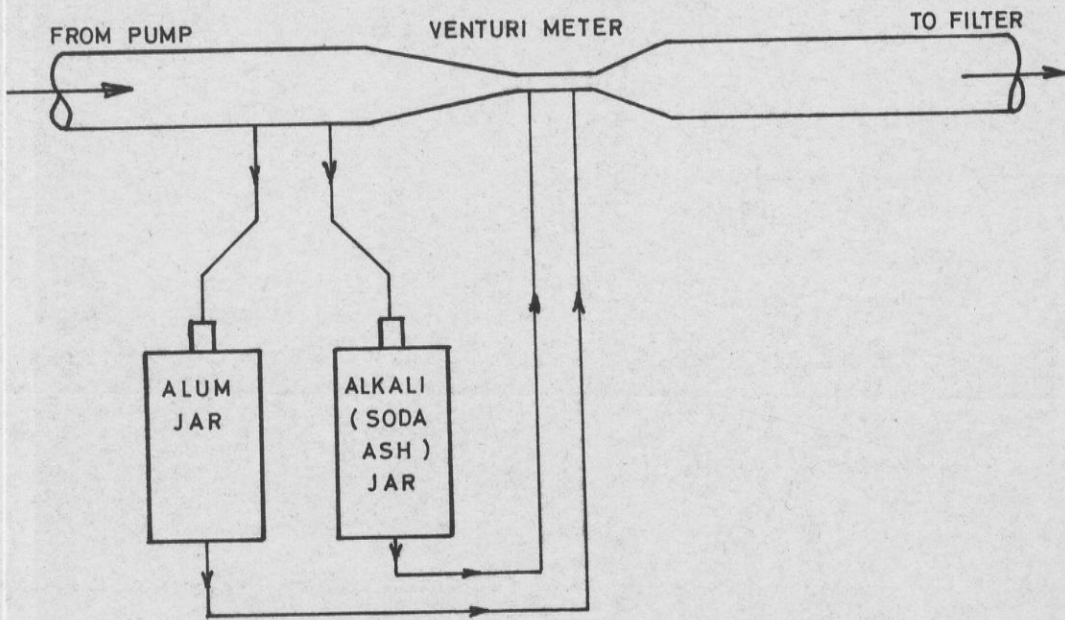 FROM PUMP
VENTURI METER
TO FILTER
ALUM
JAR
ALKALI
( SODA
ASH )
JAR